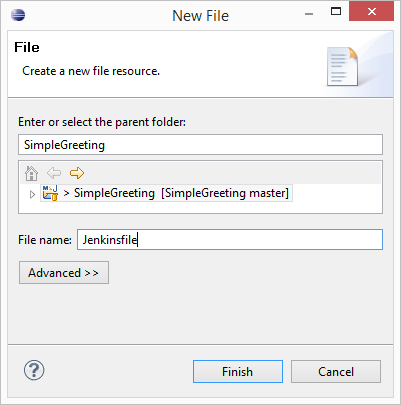 New File
File
Create a new file resource.
Enter or select the parent folder:
SimpleGreeting
> SimpleGreeting [SimpleGreeting master]
File name: Jenkinsfile
Advanced >>
Finish Cancel